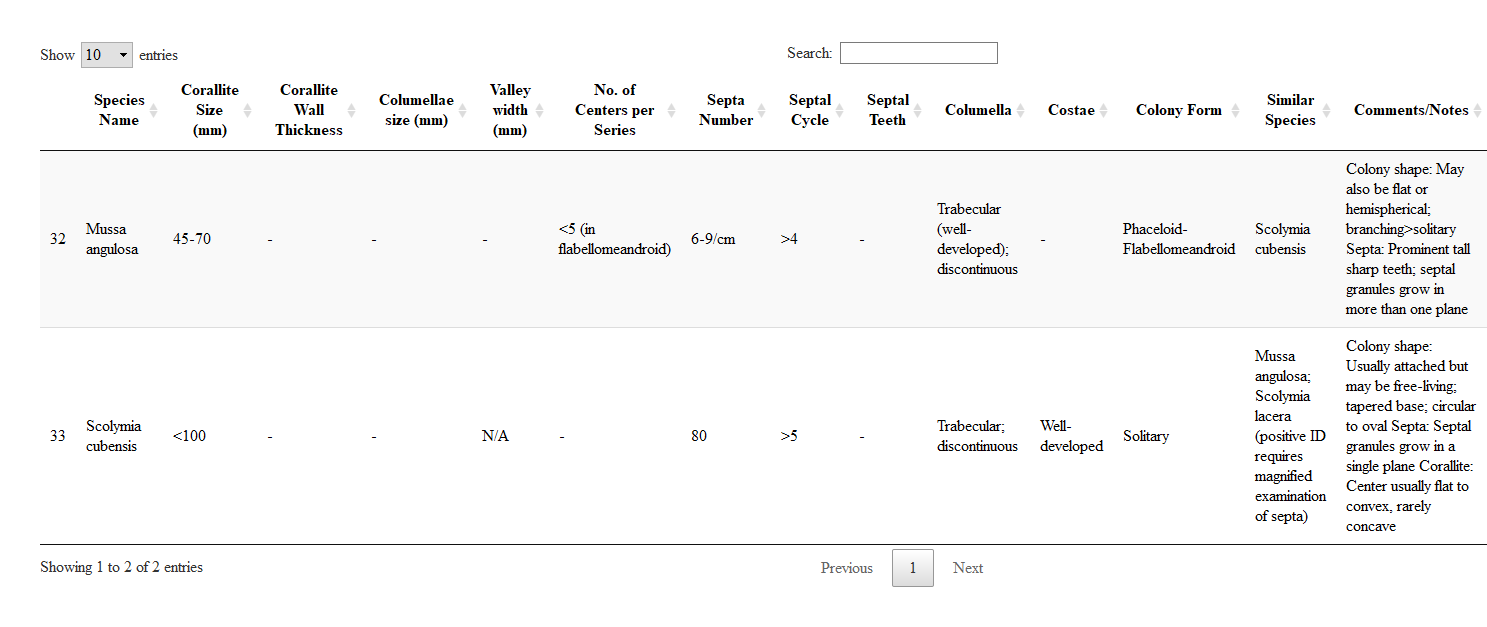 Show 10 entries
Search:
Species Name
Corallite Size (mm)
Corallite Wall Thickness
Columellae size (mm)
Valley width (mm)
No. of Centers per Series
Septa Number
Septal Cycle
Septal Teeth
Columella
Costae
Colony Form
Similar Species
Comments/Notes
32
Mussa
angulosa
45-70
-
-
-
<5 (in
flabellomeandroid)
6-9/cm
>4
-
Trabecular
(well-
developed);
discontinuous
-
Phaceloid-
Flabellomeandroid
Scolymia
cubensis
Colony shape: May
also be flat or
hemispherical;
branching>solitary
Septa: Prominent tall
sharp teeth; septal
granules grow in
more than one plane
33
Scolymia
cubensis
<100
-
-
N/A
-
80
>5
-
Trabecular;
discontinuous
Well-
developed
Solitary
Mussa
angulosa;
Scolymia
lacera
(positive ID
requires
magnified
examination
of septa)
Colony shape:
Usually attached but
may be free-living;
tapered base; circular
to oval Septa: Septal
granules grow in a
single plane Corallite:
Center usually flat to
convex, rarely
concave
Showing 1 to 2 of 2 entries
Previous 1 Next